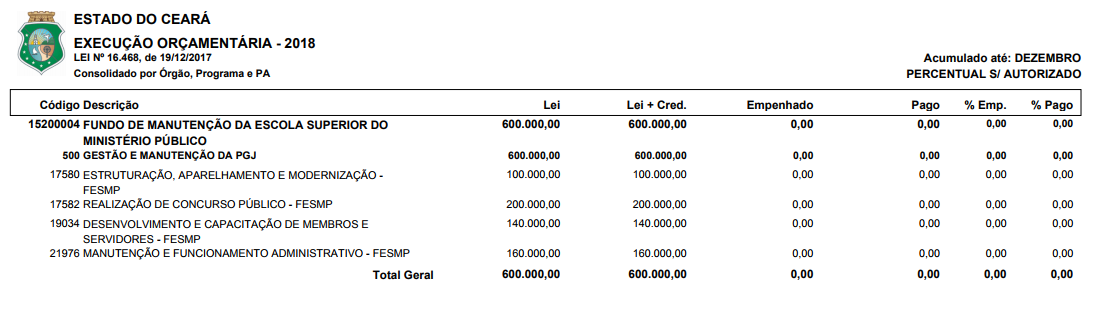 ESTADO DO CEARÁ
EXECUÇÃO ORÇAMENTÁRIA - 2018
LEI Nº 16.468, de 19/12/2017
Consolidado por Órgão, Programa e PA
Acumulado até: DEZEMBRO
PERCENTUAL S/ AUTORIZADO
Código Descrição Lei Lei + Cred. Empenhado Pago % Emp. % Pago
15200004 FUNDO DE MANUTENÇÃO DA ESCOLA SUPERIOR DO 600.000,00 600.000,00 0,00 0,00 0,00 0,00
MINISTÉRIO PÚBLICO
500 GESTÃO E MANUTENÇÃO DA PGJ 600.000,00 600.000,00 0,00 0,00 0,00 0,00
17580 ESTRUTURAÇÃO, APARELHAMENTO E MODERNIZAÇÃO - 100.000,00 100.000,00 0,00 0,00 0,00 0,00
FESMP
17582 REALIZAÇÃO DE CONCURSO PÚBLICO - FESMP 200.000,00 200.000,00 0,00 0,00 0,00 0,00
19034 DESENVOLVIMENTO E CAPACITAÇÃO DE MEMBROS E 140.000,00 140.000,00 0,00 0,00 0,00 0,00
SERVIDORES - FESMP
21976 MANUTENÇÃO E FUNCIONAMENTO ADMINISTRATIVO - FESMP 160.000,00 160.000,00 0,00 0,00 0,00 0,00
Total Geral 600.000,00 600.000,00 0,00 0,00 0,00 0,00